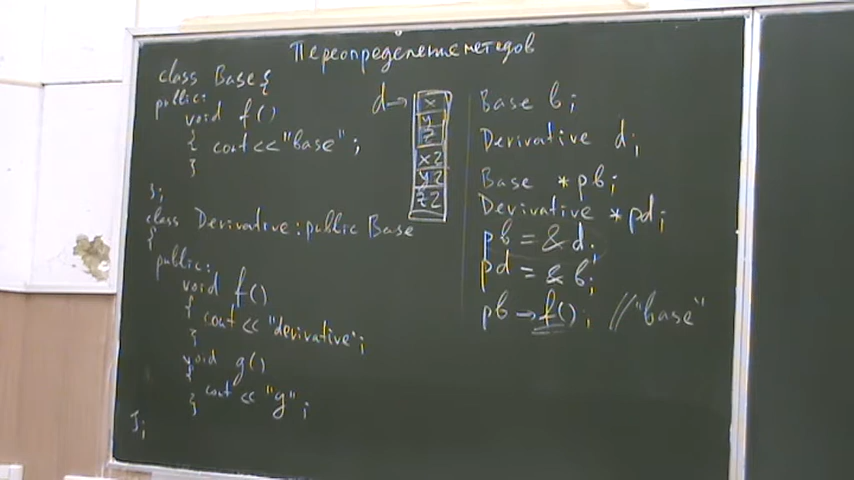 Переопределение методов
class Base {
public:
void f()
{ cout << "base";
}
};
class Derivative: public Base
{
public:
void f()
{ cout << "derivative";
}
void g()
{ cout << "g";
}
};
d→
x
y
z
x2
y2
z2
Base b;
Derivative d;
Base *pb;
Derivative *pd;
pb = &d;
pd = &b;
pb→f(); //"base"